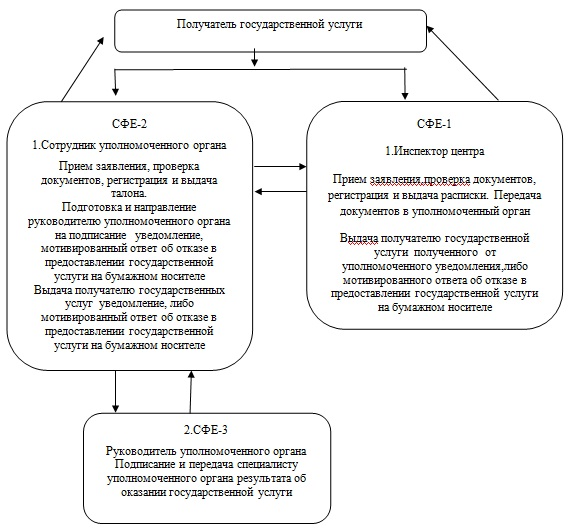 Получатель государственной услуги
СФЕ-2
1.Сотрудник уполномоченного органа
Прием заявления, проверка
документов, регистрация и выдача
талона.
Подготовка и направление
руководителю уполномоченного органа
на подписание уведомление,
мотивированный ответ об отказе в
предоставлении государственной
услуги на бумажном носителе
Выдача получателю государственных
услуг уведомление, либо
мотивированный ответ об отказе в
предоставлении государственной
услуги на бумажном носителе
СФЕ-1
1.Инспектор центра
Прием заявления,проверка документов,
регистрация и выдача расписки. Передача
документов в уполномоченный орган
Выдача получателю государственной
услуги полученного от
уполномоченного уведомления,либо
мотивированного ответа об отказе в
предоставлении государственной услуги
на бумажном носителе
2.СФЕ-3
Руководитель уполномоченного органа
Подписание и передача специалисту
уполномоченного органа результата об
оказании государственной услуги